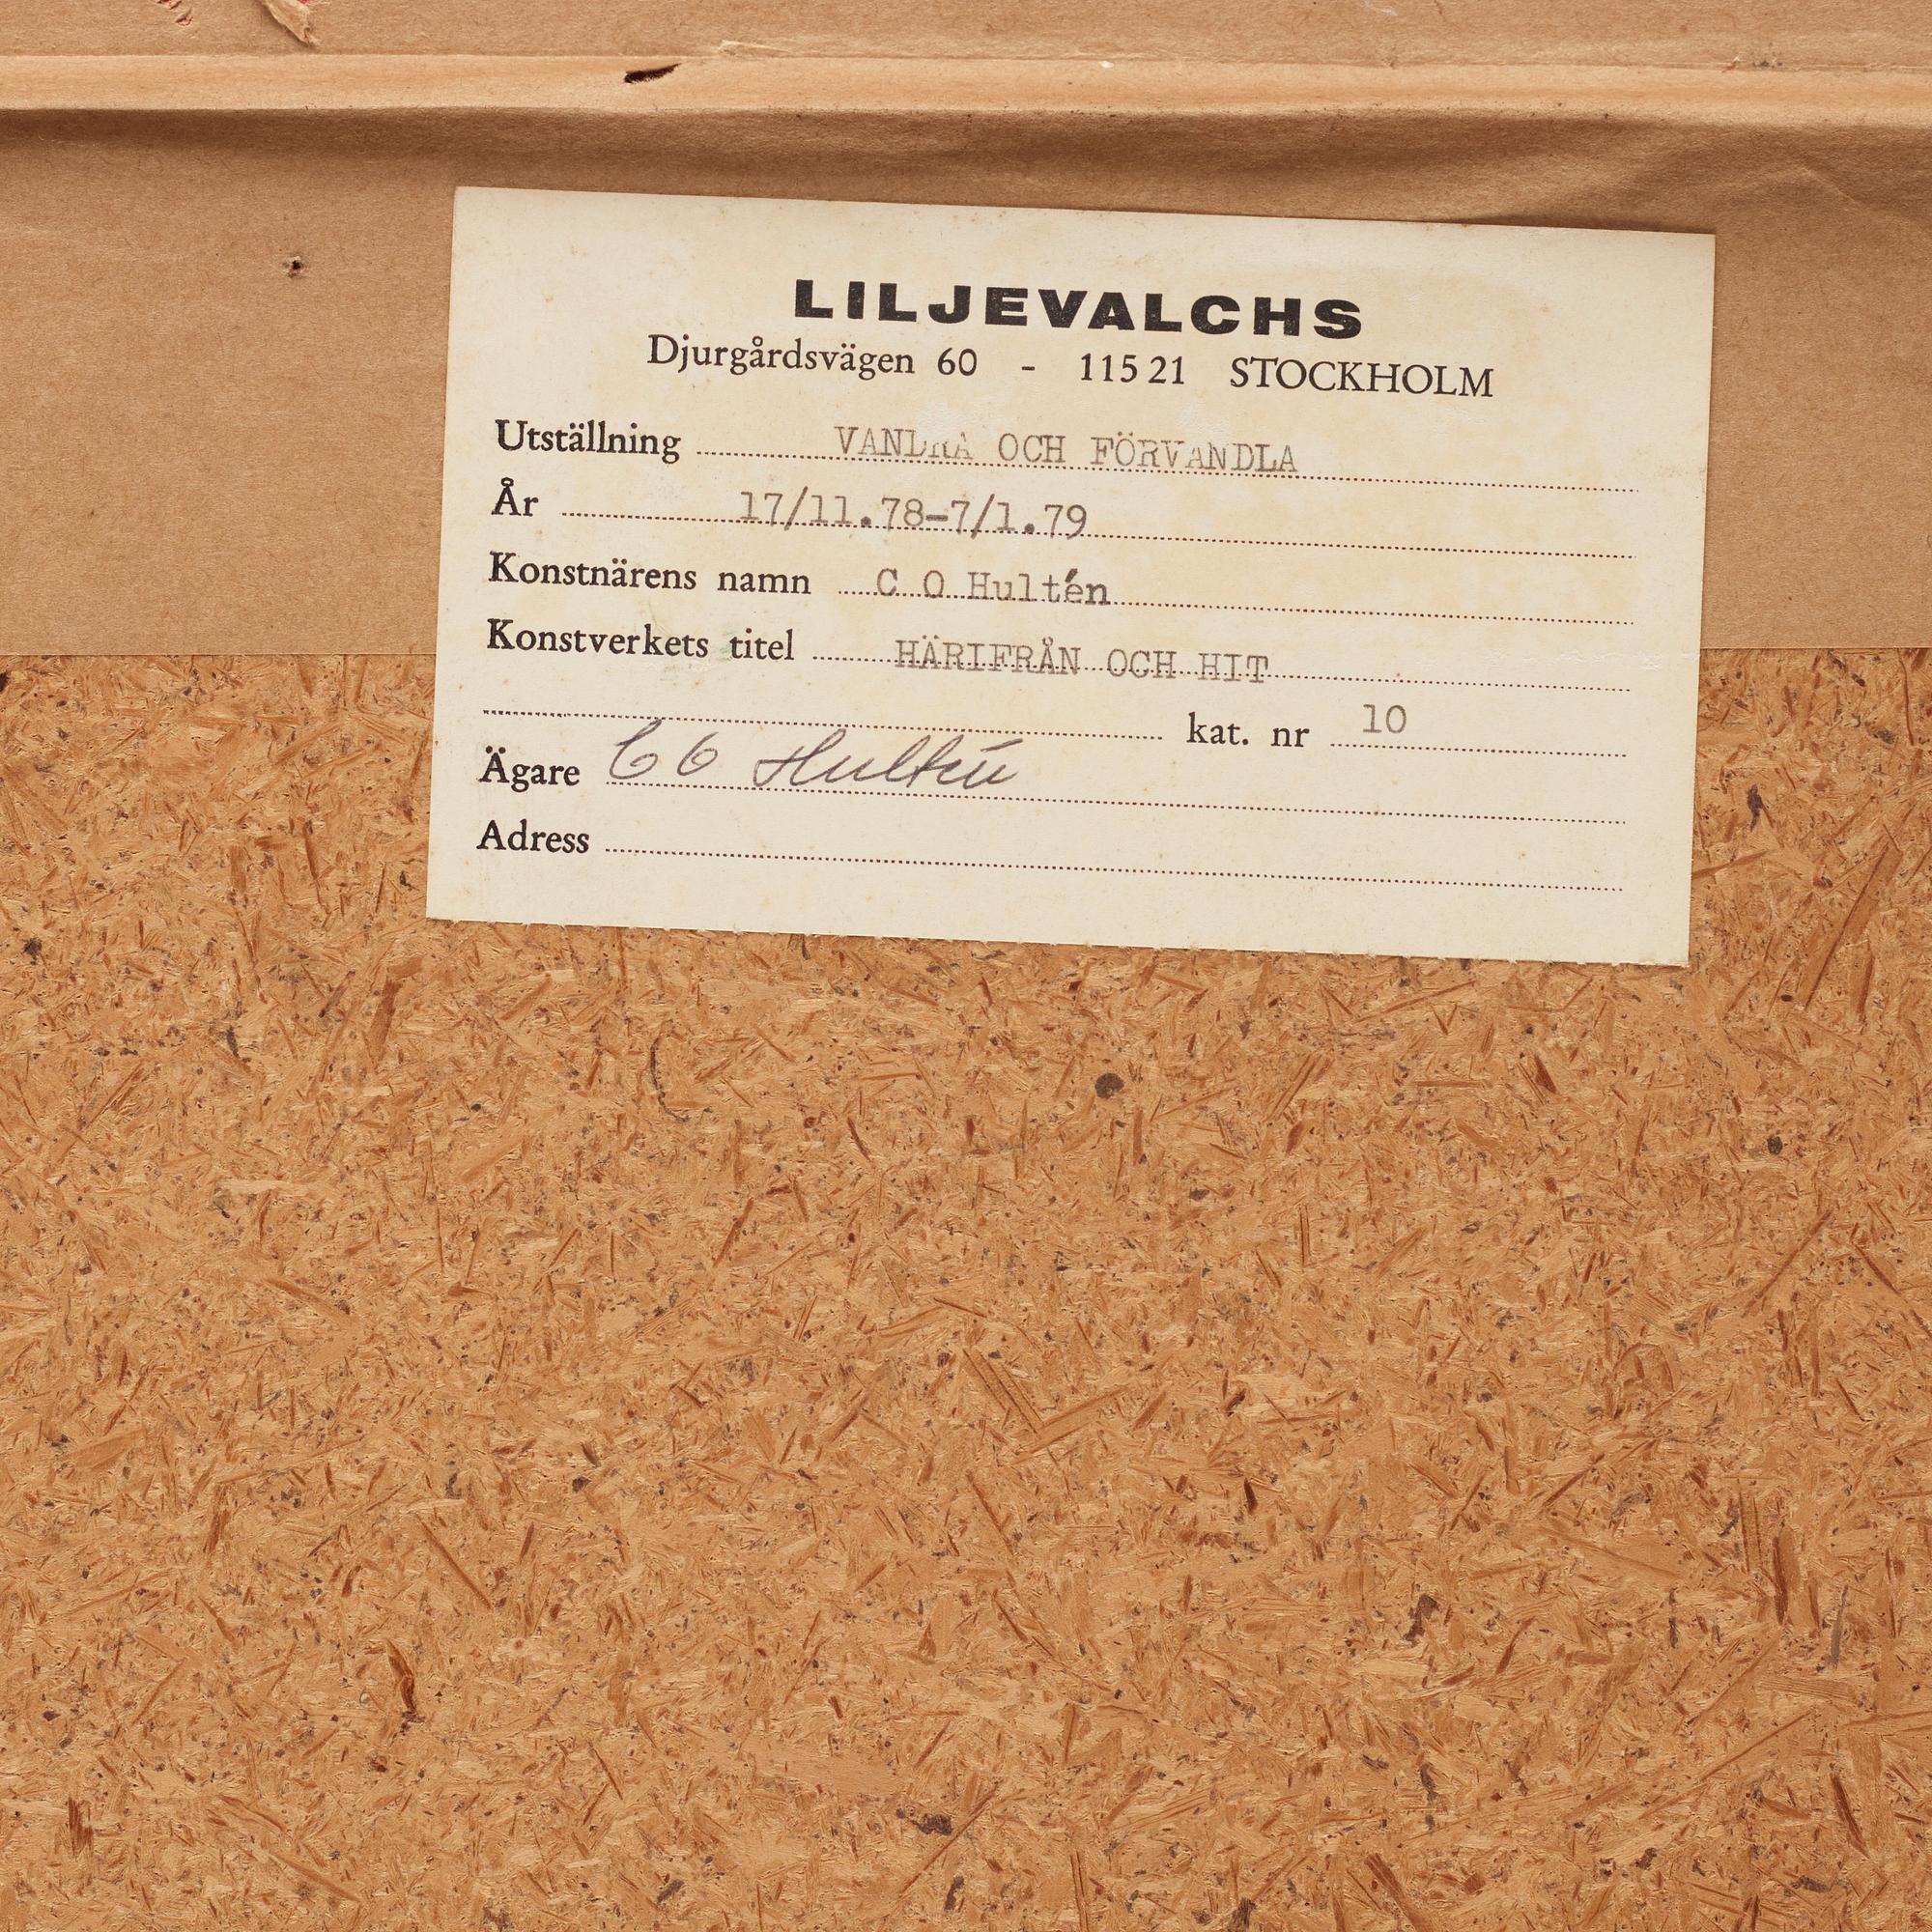 LILJEVALCHS
Djurgårdsvägen 60 - 115 21 STOCKHOLM
Utställning VANDRA OCH FÖRVANDLA
År 17/11.78-7/1.79
Konstnärens namn C O Hultén
Konstverkets titel HÄRIFRÅN OCH HIT
kat. nr 10
Ägare C O Hultén
Adress